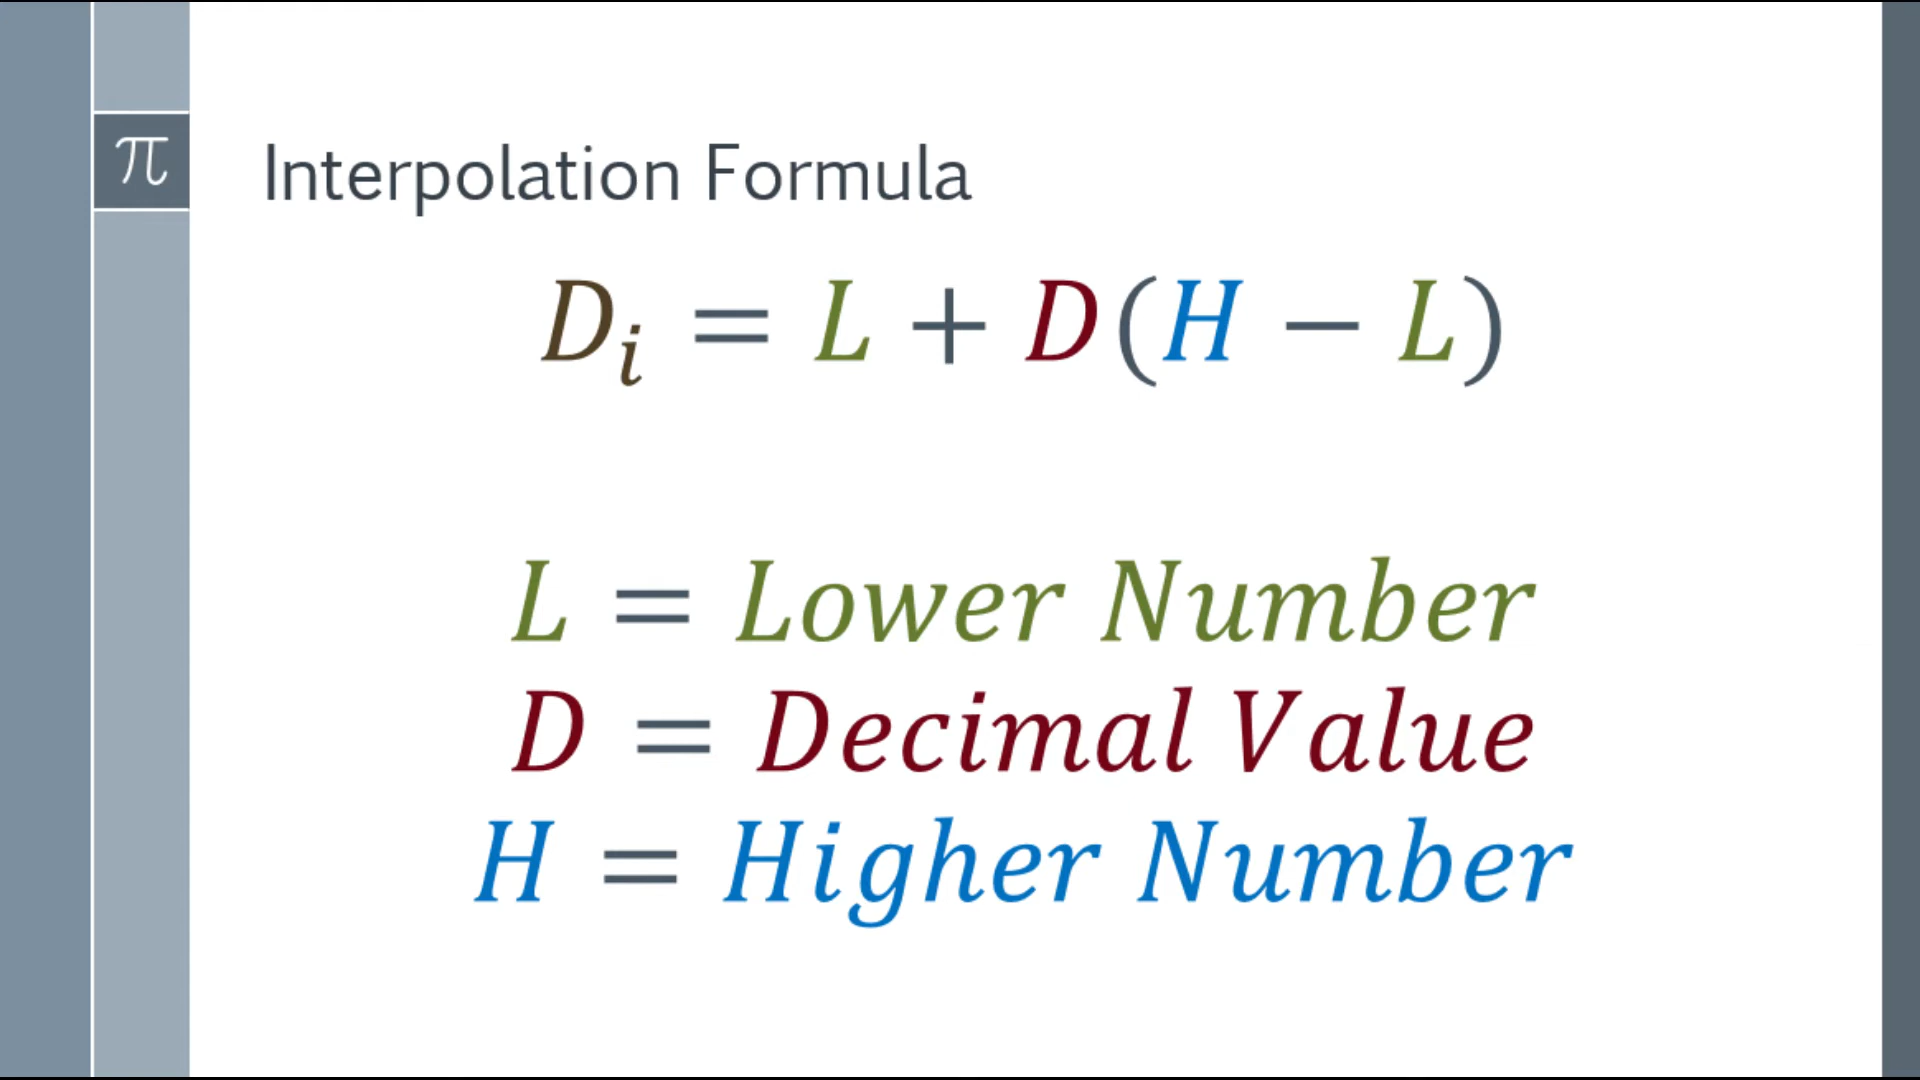 π
Interpolation Formula
Dᵢ = L + D(H − L)
L = Lower Number
D = Decimal Value
H = Higher Number